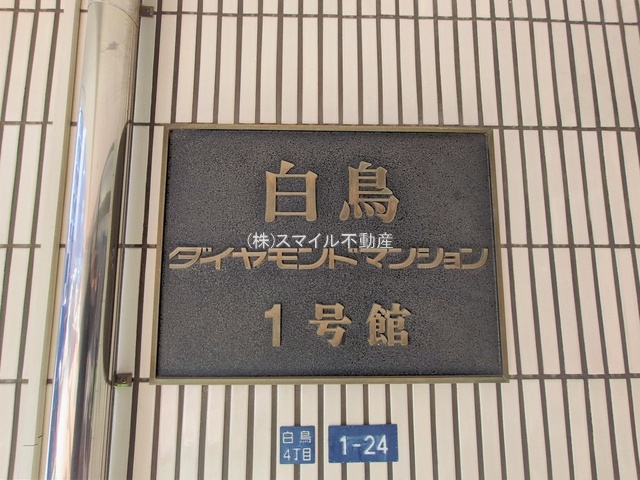 白鳥
(株)スマイル不動産
ダイヤモンドマンション
1号館
白鳥
4丁目
1-24